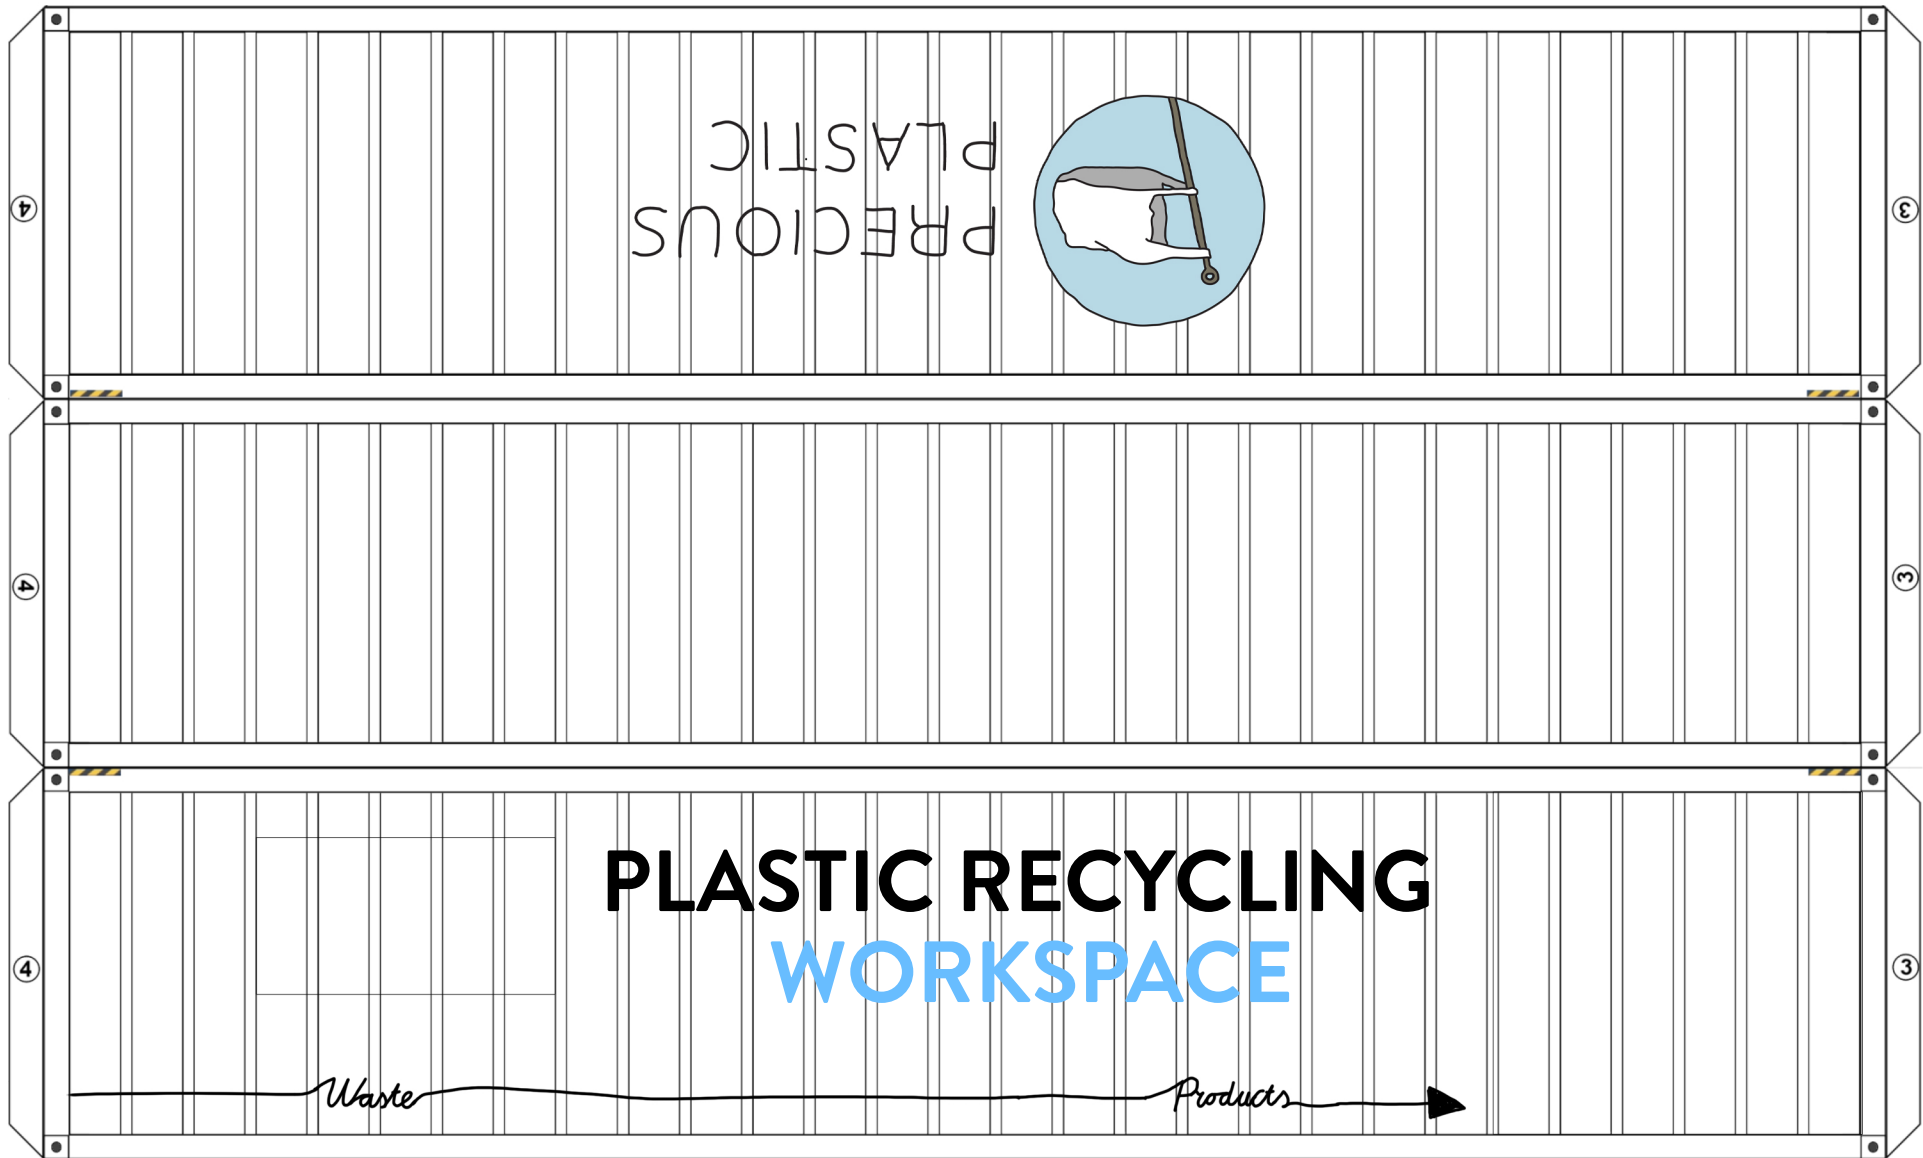 PRECIOUS
PLASTIC
4
3
4
3
PLASTIC RECYCLING
WORKSPACE
4
3
Waste Products